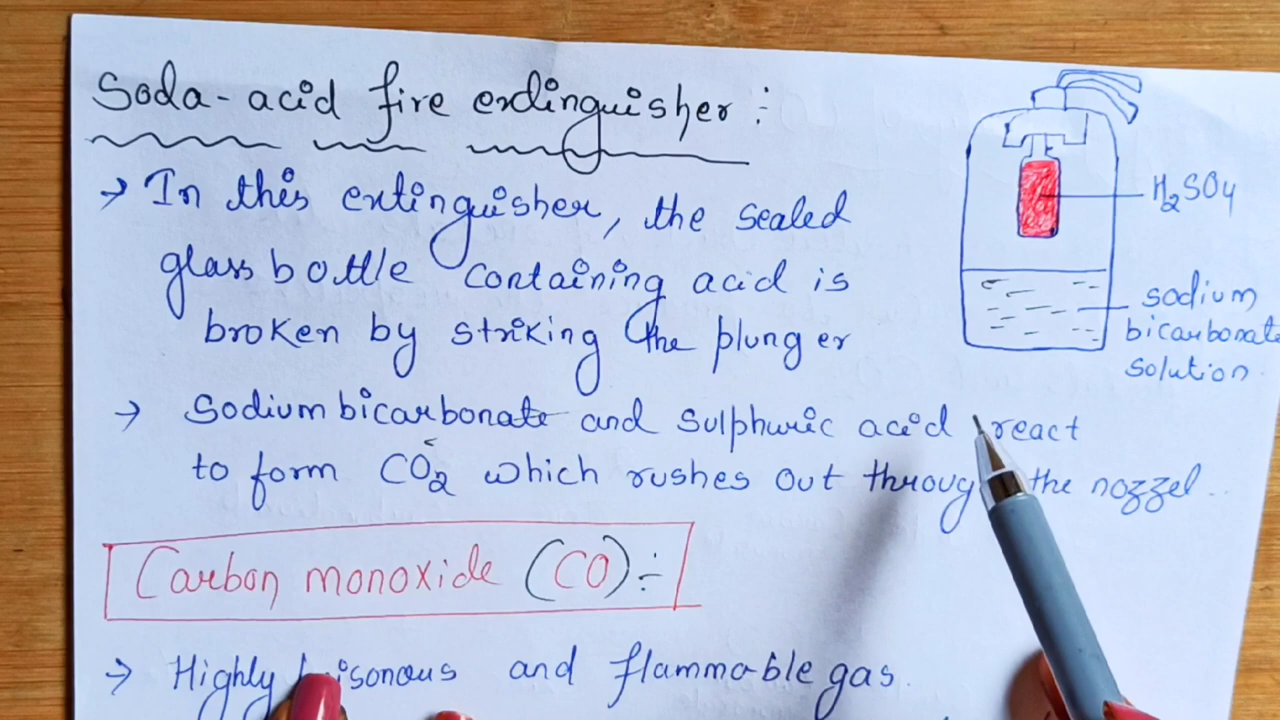 Soda-acid fire extinguisher :-
→ In this extinguisher, the sealed
glass bottle containing acid is
broken by striking the plunger
→ Sodium bicarbonate and Sulphuric acid react
to form CO2 which rushes out through the nozzel..
H2SO4
sodium
bicarbonate
solution
Carbon monoxide (CO):-
→ Highly poisonous and flammable gas.